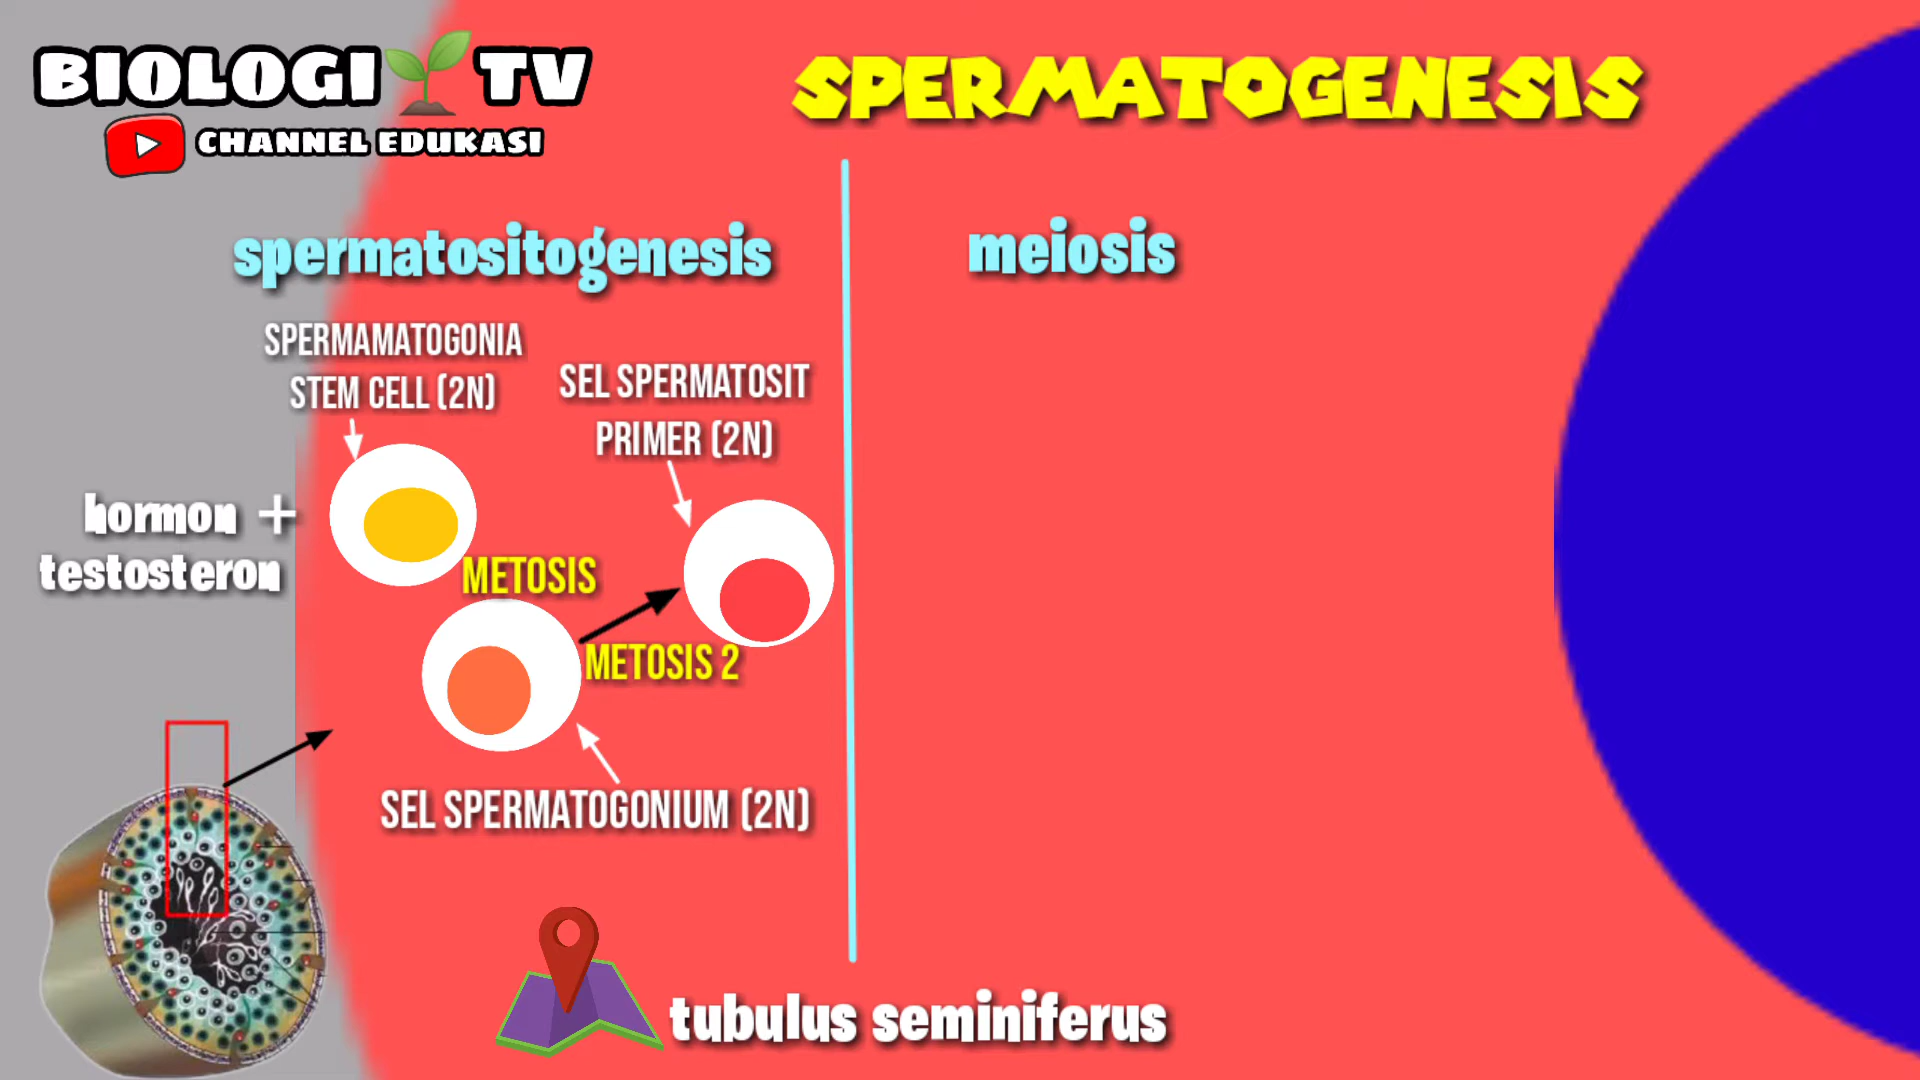 BIOLOGI TV
CHANNEL EDUKASI
SPERMATOGENESIS
spermatositogenesis
meiosis
SPERMAMATOGONIA
STEM CELL (2N)
SEL SPERMATOSIT
PRIMER (2N)
hormon +
testosteron
METOSIS
METOSIS 2
SEL SPERMATOGONIUM (2N)
tubulus seminiferus